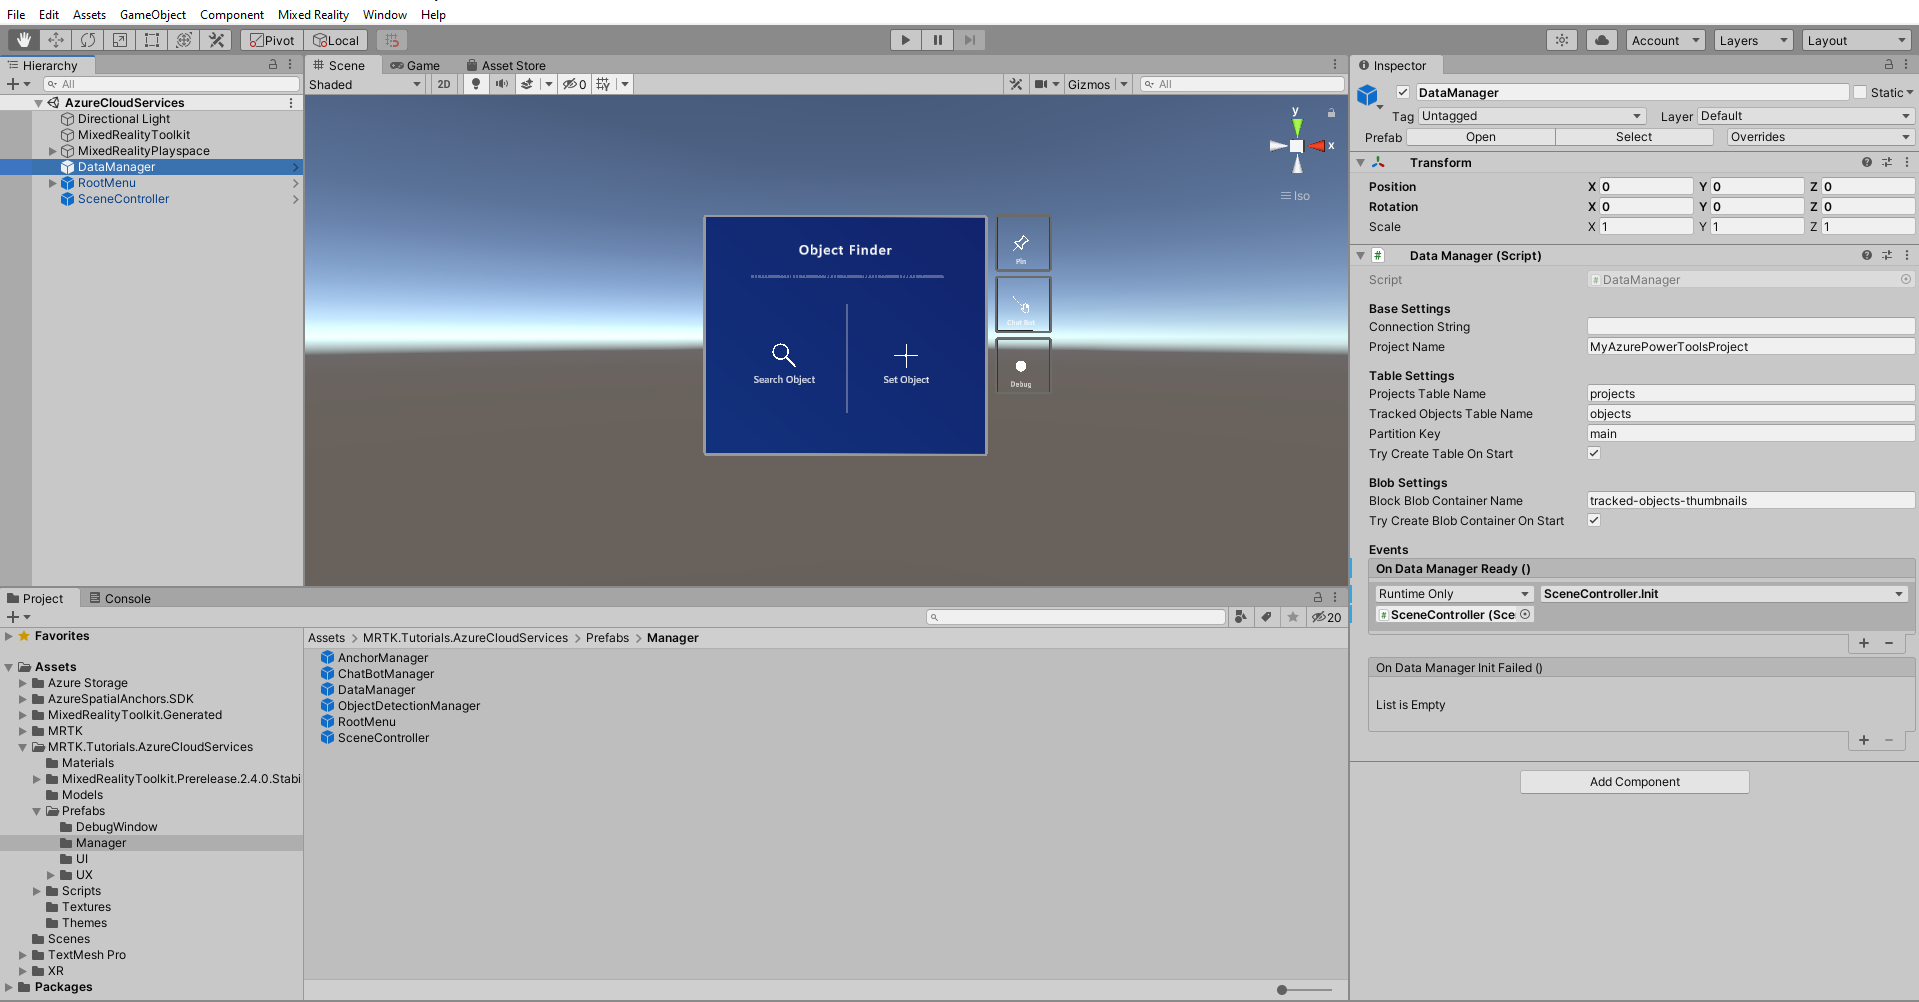 File Edit Assets GameObject Component Mixed Reality Window Help
Pivot Local Account Layers Layout
Hierarchy
All
AzureCloudServices
Directional Light
MixedRealityToolkit
MixedRealityPlayspace
DataManager
RootMenu
SceneController
Scene Game Asset Store
Shaded 2D 0 Gizmos All
y
x
Iso
Object Finder
Search Object
Set Object
Pin
Chat Bot
Debug
Project Console
20
Favorites
Assets
Azure Storage
AzureSpatialAnchors.SDK
MixedRealityToolkit.Generated
MRTK
MRTK.Tutorials.AzureCloudServices
Materials
MixedRealityToolkit.Prerelease.2.4.0.Stabi
Models
Prefabs
DebugWindow
Manager
UI
UX
Scripts
Textures
Themes
Scenes
TextMesh Pro
XR
Packages
Assets > MRTK.Tutorials.AzureCloudServices > Prefabs > Manager
AnchorManager
ChatBotManager
DataManager
ObjectDetectionManager
RootMenu
SceneController
Inspector
DataManager Static
Tag Untagged Layer Default
Prefab Open Select Overrides
Transform
Position X 0 Y 0 Z 0
Rotation X 0 Y 0 Z 0
Scale X 1 Y 1 Z 1
# Data Manager (Script)
Script # DataManager
Base Settings
Connection String
Project Name MyAzurePowerToolsProject
Table Settings
Projects Table Name projects
Tracked Objects Table Name objects
Partition Key main
Try Create Table On Start
Blob Settings
Block Blob Container Name tracked-objects-thumbnails
Try Create Blob Container On Start
Events
On Data Manager Ready ()
Runtime Only SceneController.Init
# SceneController (Sce
On Data Manager Init Failed ()
List is Empty
Add Component